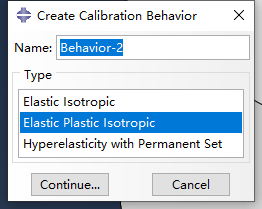 Create Calibration Behavior
Name: Behavior-2
Type
Elastic Isotropic
Elastic Plastic Isotropic
Hyperelasticity with Permanent Set
Continue... Cancel